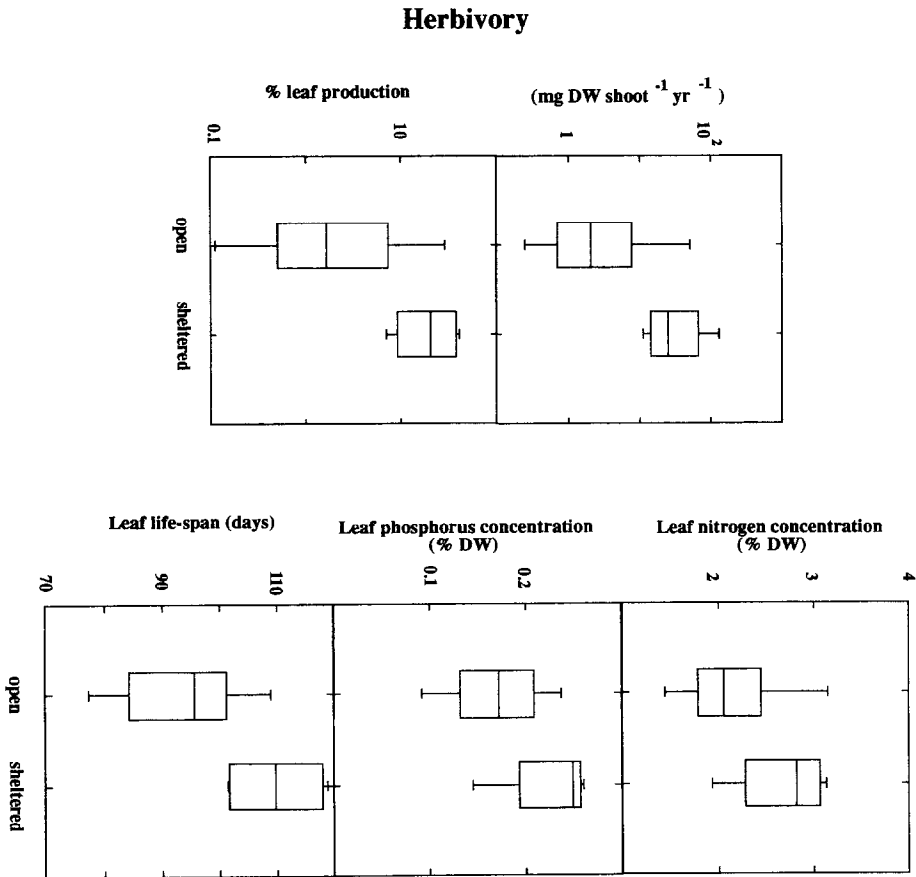 Herbivory
% leaf production
(mg DW shoot -1 yr -1 )
0.1
10
1
10 2
open
sheltered
Leaf life-span (days)
Leaf phosphorus concentration
(% DW)
Leaf nitrogen concentration
(% DW)
70
90
110
0.1
0.2
2
3
4
open
sheltered